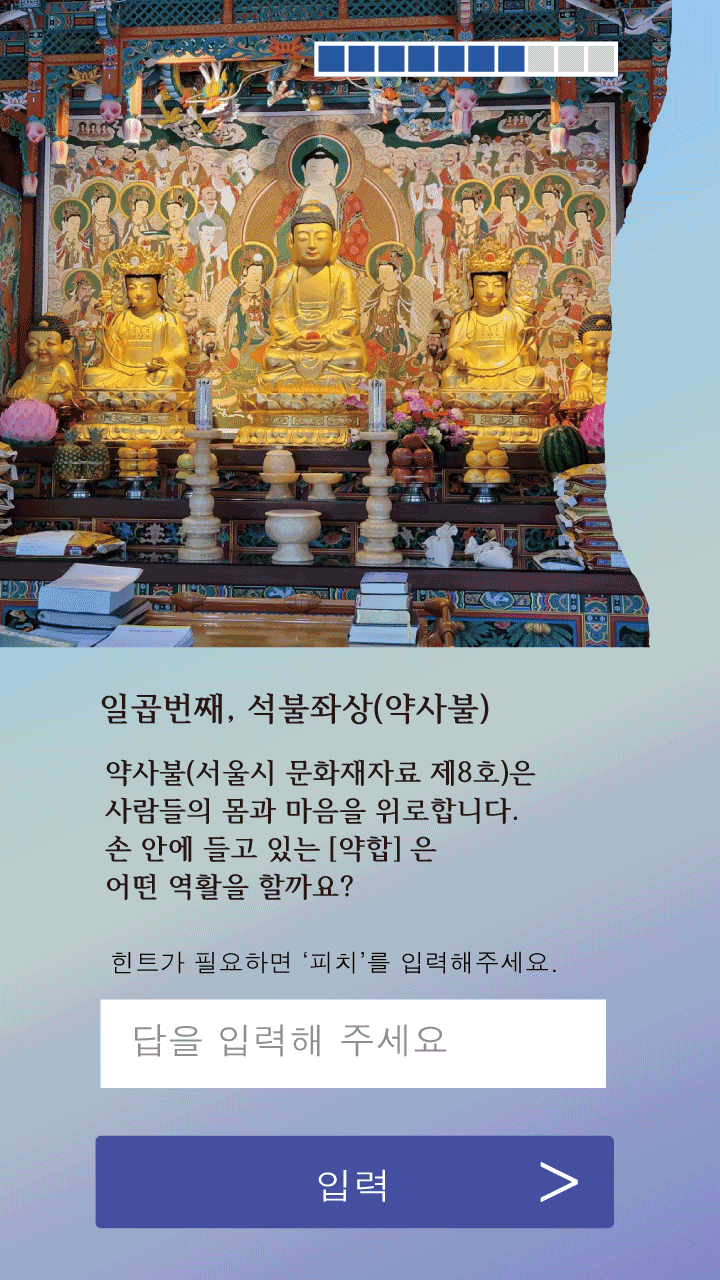 일곱번째, 석불좌상(약사불)
약사불(서울시 문화재자료 제8호)은
사람들의 몸과 마음을 위로합니다.
손 안에 들고 있는 [약합] 은
어떤 역활을 할까요?
힌트가 필요하면 ‘피치’를 입력해주세요.
답을 입력해 주세요
입력 >